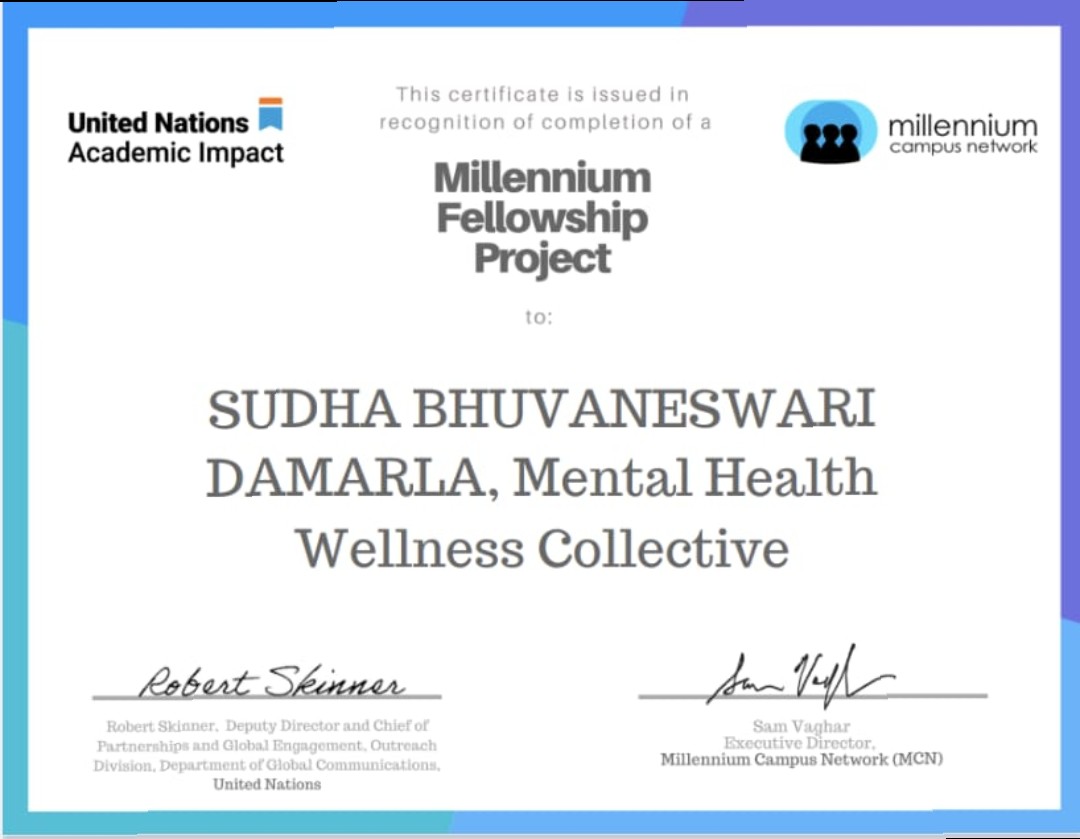 United Nations
Academic Impact
This certificate is issued in
recognition of completion of a
millennium
campus network
Millennium
Fellowship
Project
to:
SUDHA BHUVANESWARI
DAMARLA, Mental Health
Wellness Collective
Robert Skinner
Robert Skinner, Deputy Director and Chief of
Partnerships and Global Engagement, Outreach
Division, Department of Global Communications,
United Nations
Sam Vaghar
Executive Director,
Millennium Campus Network (MCN)